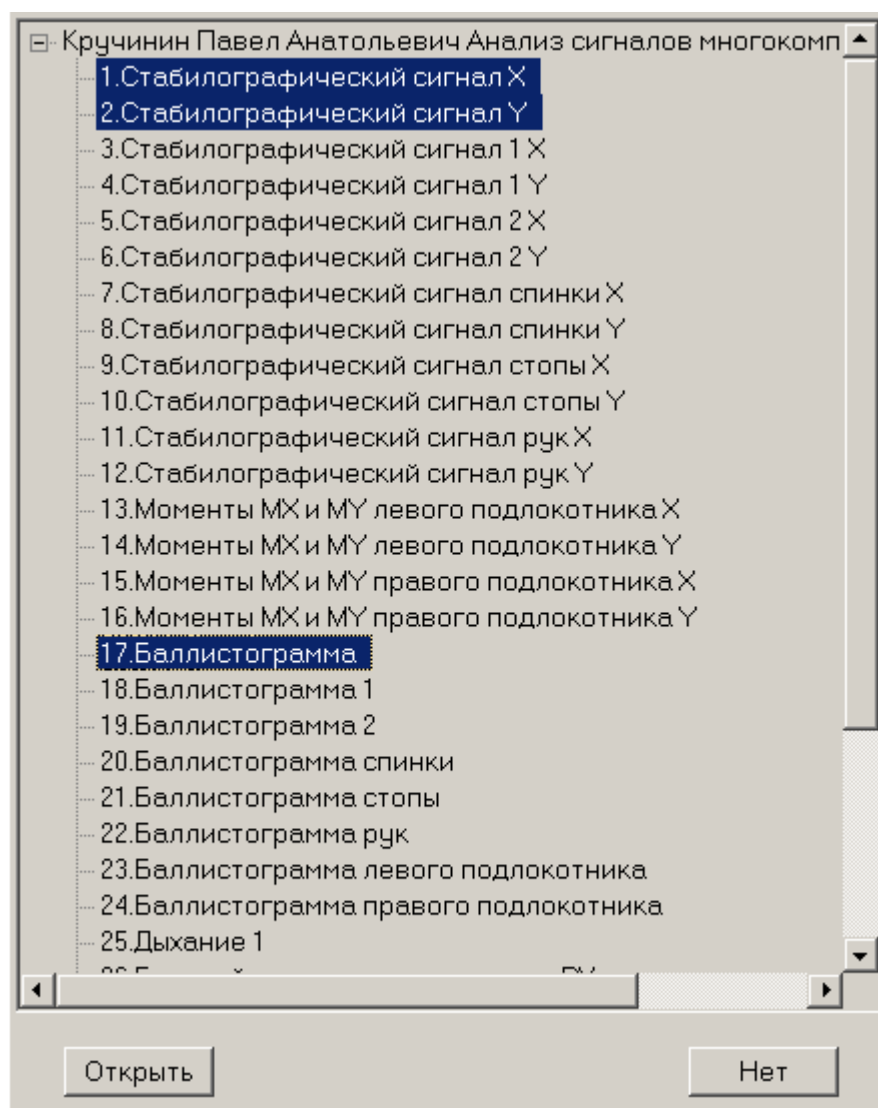 Кручинин Павел Анатольевич Анализ сигналов многокомп
1.Стабилографический сигнал X
2.Стабилографический сигнал Y
3.Стабилографический сигнал 1 X
4.Стабилографический сигнал 1 Y
5.Стабилографический сигнал 2 X
6.Стабилографический сигнал 2 Y
7.Стабилографический сигнал спинки X
8.Стабилографический сигнал спинки Y
9.Стабилографический сигнал стопы X
10.Стабилографический сигнал стопы Y
11.Стабилографический сигнал рук X
12.Стабилографический сигнал рук Y
13.Моменты MX и MY левого подлокотника X
14.Моменты MX и MY левого подлокотника Y
15.Моменты MX и MY правого подлокотника X
16.Моменты MX и MY правого подлокотника Y
17.Баллистограмма
18.Баллистограмма 1
19.Баллистограмма 2
20.Баллистограмма спинки
21.Баллистограмма стопы
22.Баллистограмма рук
23.Баллистограмма левого подлокотника
24.Баллистограмма правого подлокотника
25.Дыхание 1
Открыть Нет